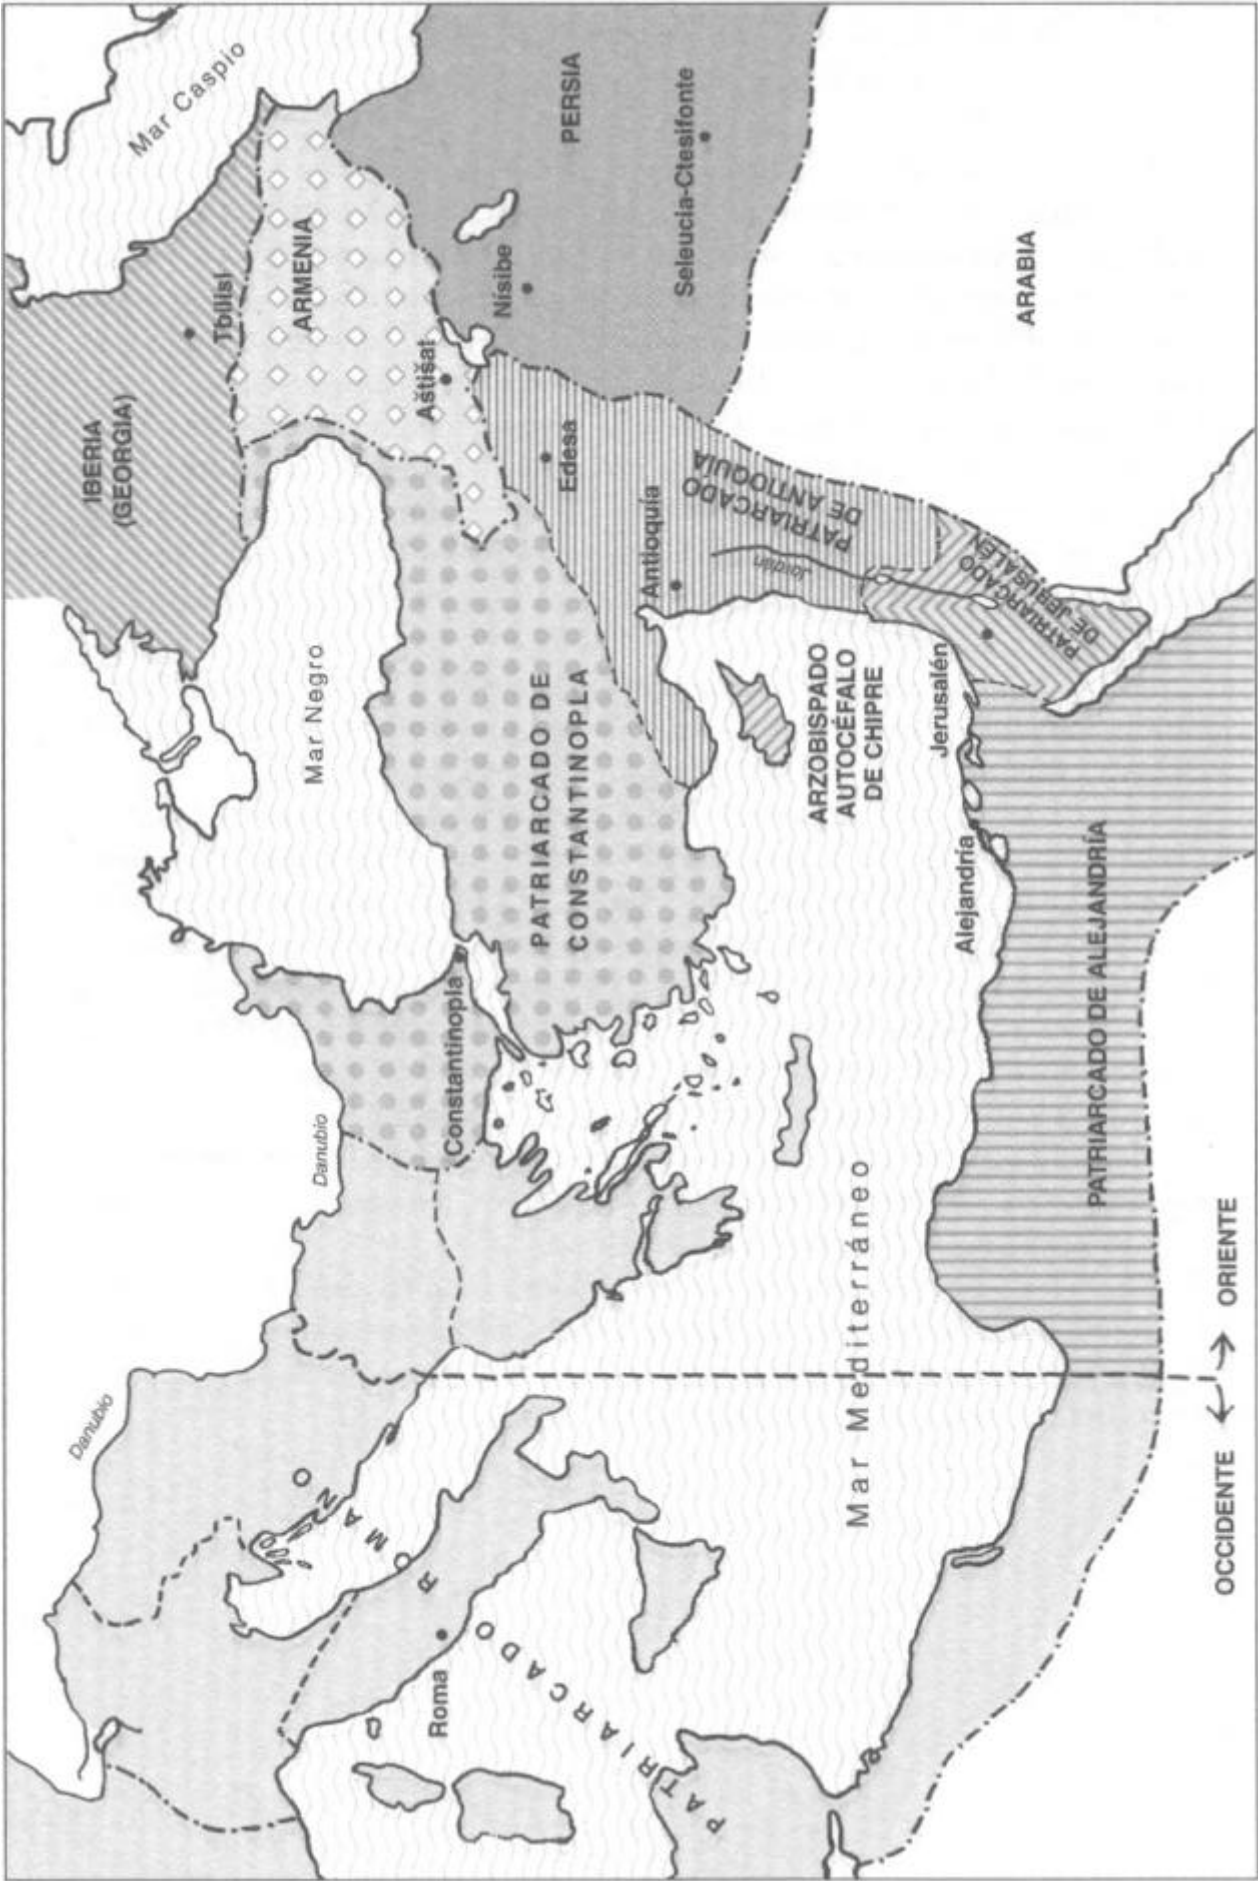 Mar Caspio
IBERIA
(GEORGIA)
Tbilisi
ARMENIA
Aštišat
PERSIA
Nísibe
Seleucia-Ctesifonte
ARABIA
Edesa
Antioquía
PATRIARCADO
DE ANTIOQUIA
Jordán
PATRIARCADO
DE JERUSALÉN
Jerusalén
Mar Negro
PATRIARCADO DE
CONSTANTINOPLA
Constantinopla
ARZOBISPADO
AUTOCÉFALO
DE CHIPRE
Alejandría
PATRIARCADO DE ALEJANDRÍA
Danubio
Danubio
Mar Mediterráneo
Roma
PATRIARCADO
ROMANO
OCCIDENTE
ORIENTE